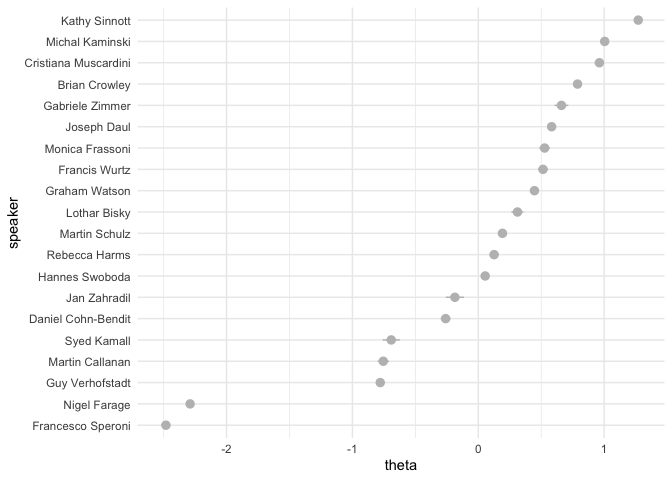 Kathy Sinnott
Michal Kaminski
Cristiana Muscardini
Brian Crowley
Gabriele Zimmer
Joseph Daul
Monica Frassoni
Francis Wurtz
Graham Watson
Lothar Bisky
Martin Schulz
Rebecca Harms
Hannes Swoboda
Jan Zahradil
Daniel Cohn-Bendit
Syed Kamall
Martin Callanan
Guy Verhofstadt
Nigel Farage
Francesco Speroni
speaker
-2 -1 0 1
theta